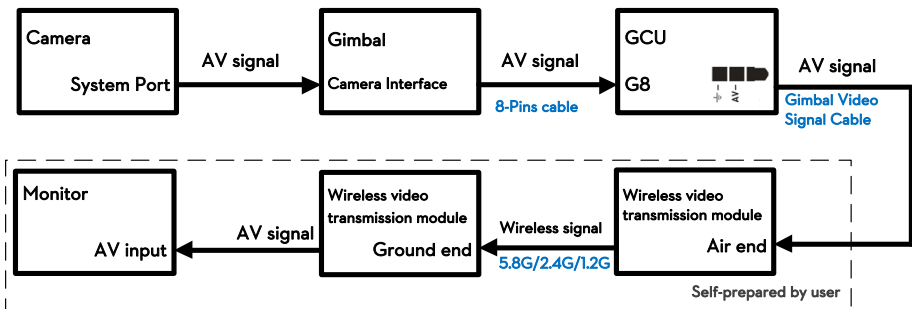 Camera
System Port
AV signal
Gimbal
Camera Interface
AV signal
8-Pins cable
GCU
G8
AV-
AV signal
Gimbal Video
Signal Cable
Monitor
AV input
AV signal
Wireless video
transmission module
Ground end
Wireless signal
5.8G/2.4G/1.2G
Wireless video
transmission module
Air end
Self-prepared by user